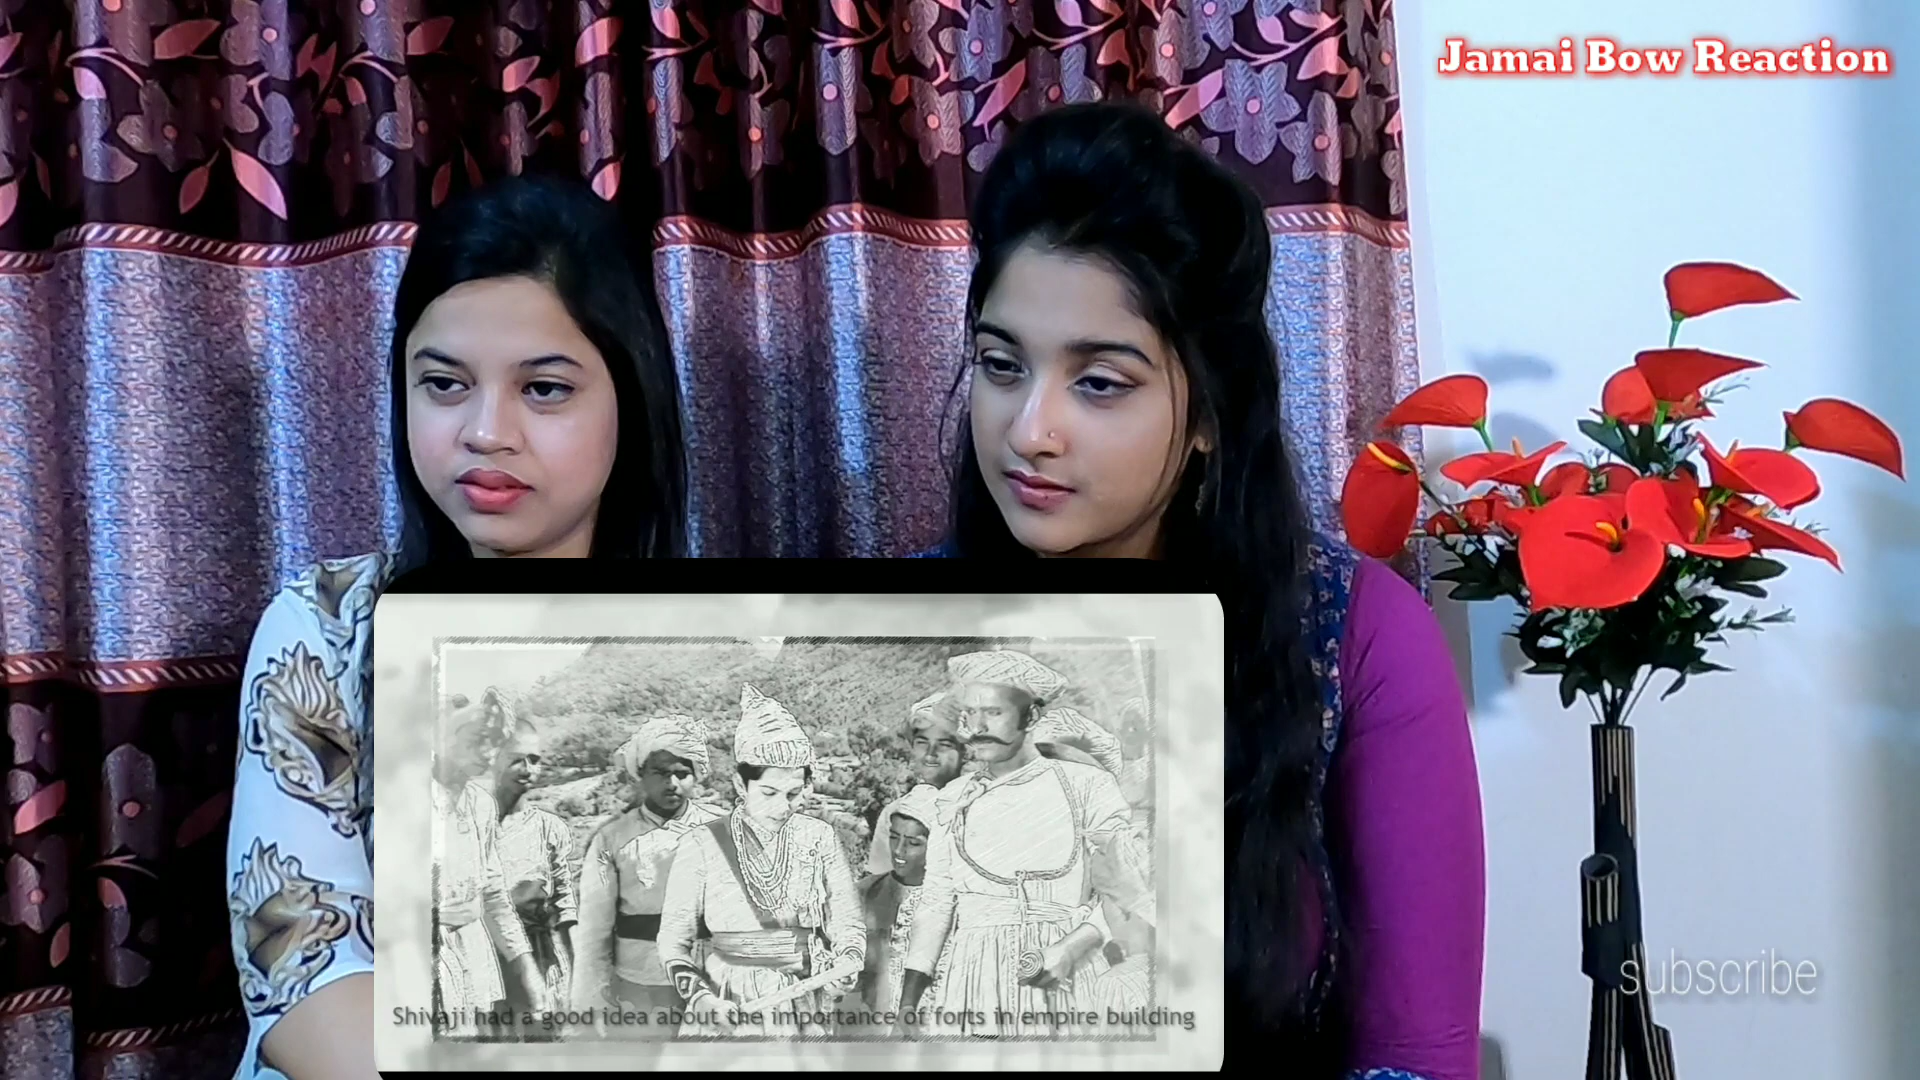 Jamai Bow Reaction
Shivaji had a good idea about the importance of forts in empire building
subscribe